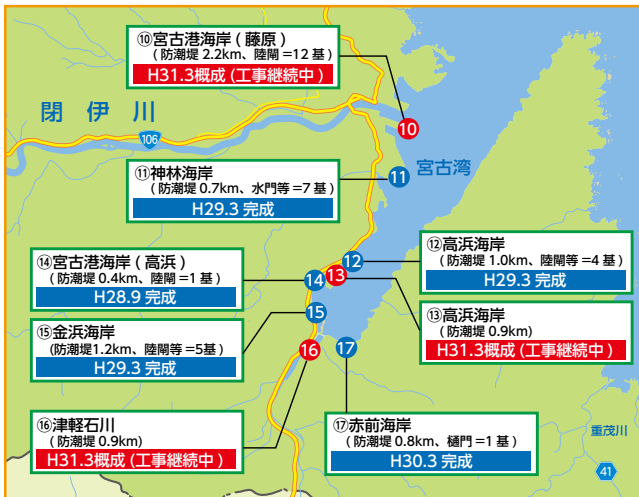 ⑩宮古港海岸(藤原)
(防潮堤 2.2km、陸閘=12 基)
H31.3概成(工事継続中)
閉伊川
106
10
宮古湾
⑪神林海岸
(防潮堤 0.7km、水門等=7 基)
H29.3 完成
11
⑫高浜海岸
(防潮堤 1.0km、陸閘等=4 基)
H29.3 完成
⑭宮古港海岸(高浜)
(防潮堤 0.4km、陸閘=1 基)
H28.9 完成
12
13
14
⑬高浜海岸
(防潮堤 0.9km)
H31.3概成(工事継続中)
⑮金浜海岸
(防潮堤1.2km、陸閘等=5基)
H29.3 完成
15
16
17
⑯津軽石川
(防潮堤 0.9km)
H31.3概成(工事継続中)
⑰赤前海岸
(防潮堤 0.8km、樋門=1 基)
H30.3 完成
重茂川
41